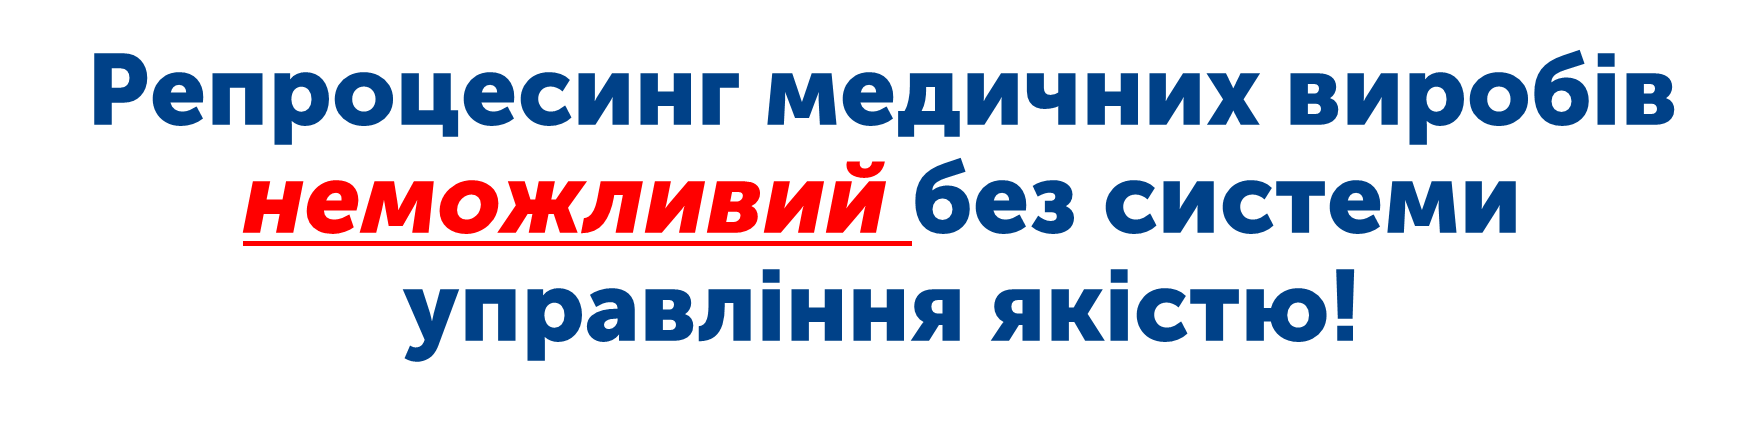 Репроцесинг медичних виробів
неможливий без системи
управління якістю!